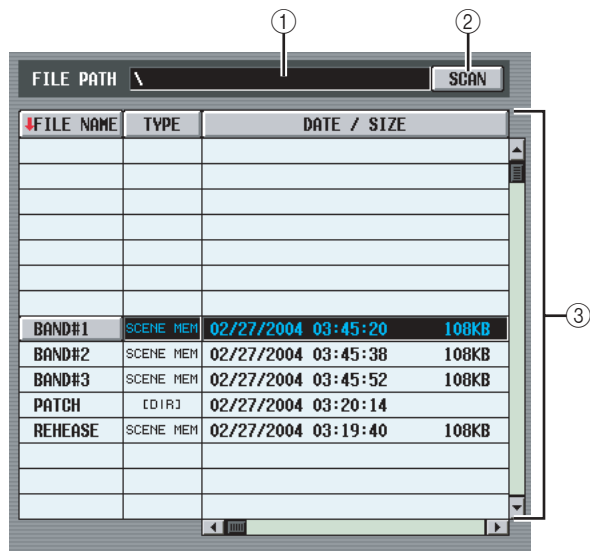 ① ②
FILE PATH \ SCAN
FILE NAME TYPE DATE / SIZE
BAND#1 SCENE MEM 02/27/2004 03:45:20 108KB
BAND#2 SCENE MEM 02/27/2004 03:45:38 108KB
BAND#3 SCENE MEM 02/27/2004 03:45:52 108KB
PATCH [DIR] 02/27/2004 03:20:14
REHEASE SCENE MEM 02/27/2004 03:19:40 108KB
③